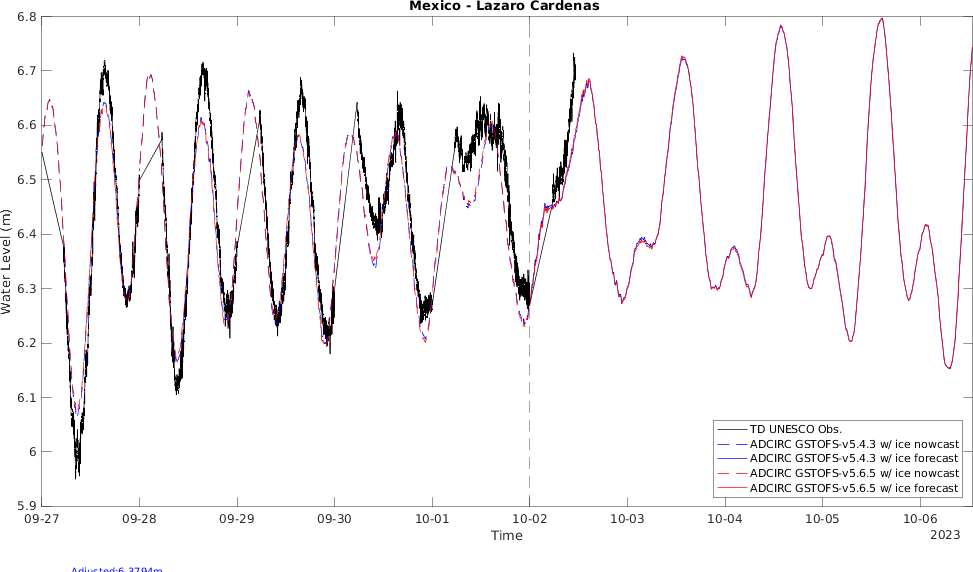 Mexico - Lazaro Cardenas
6.8
6.7
6.6
6.5
6.4
6.3
6.2
6.1
6
5.9
Water Level (m)
09-27
09-28
09-29
09-30
10-01
10-02
10-03
10-04
10-05
10-06
Time
2023
TD UNESCO Obs.
ADCIRC GSTOFS-v5.4.3 w/ ice nowcast
ADCIRC GSTOFS-v5.4.3 w/ ice forecast
ADCIRC GSTOFS-v5.6.5 w/ ice nowcast
ADCIRC GSTOFS-v5.6.5 w/ ice forecast
Adjusted:6.3794m